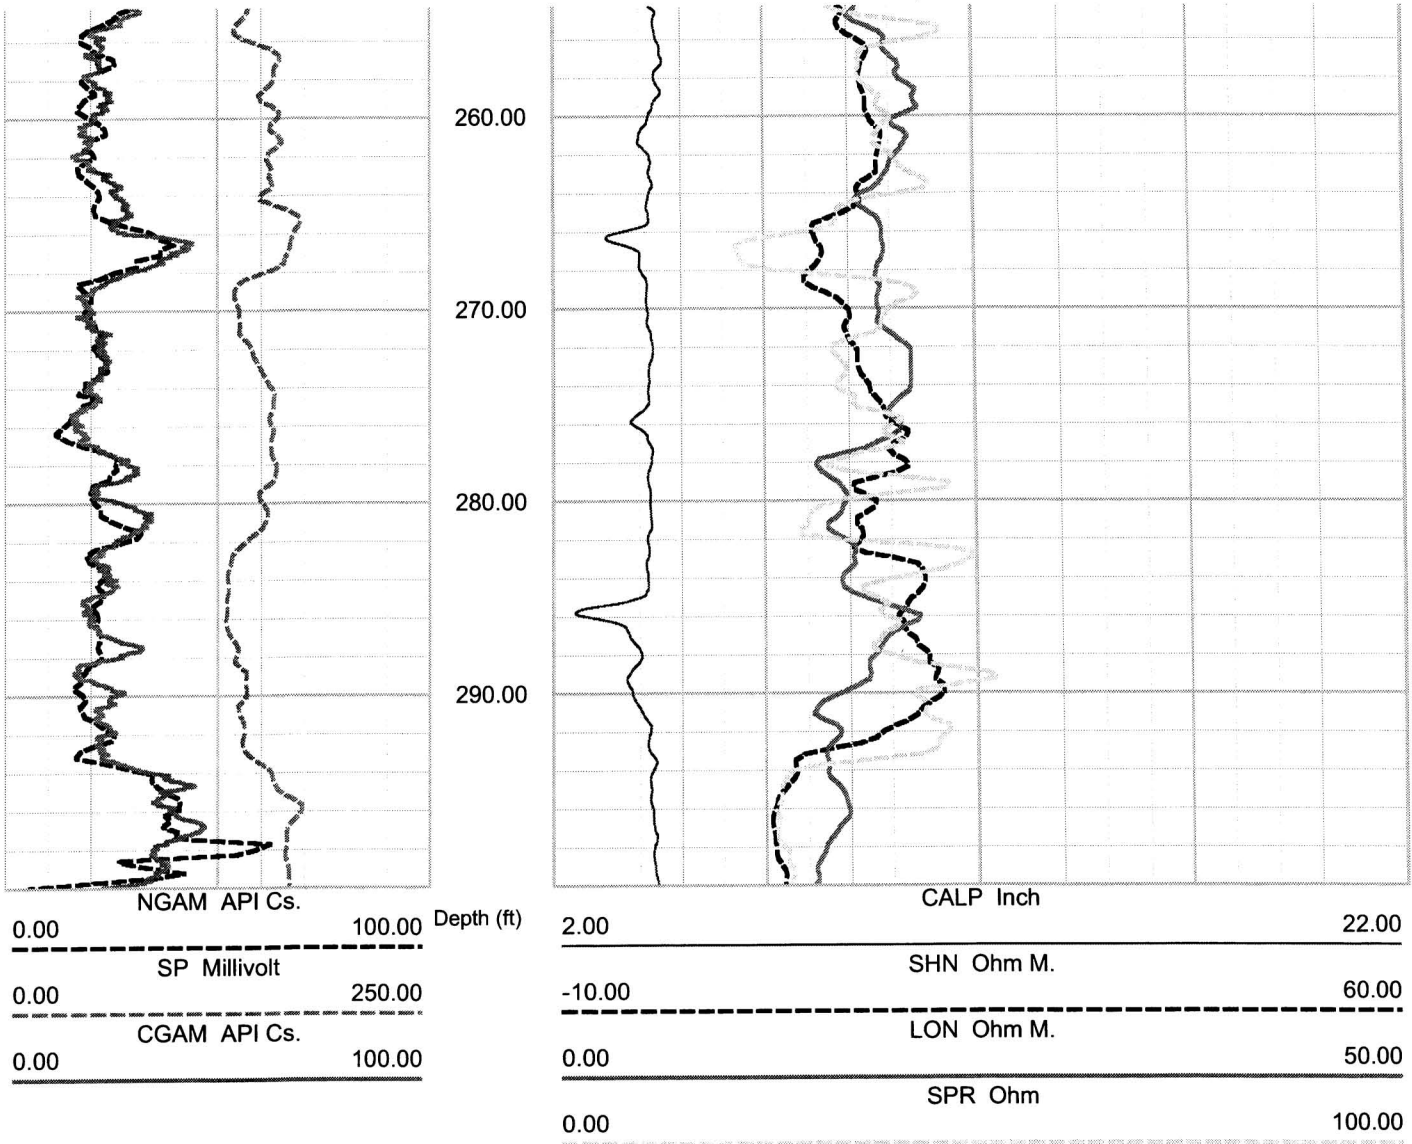 260.00
270.00
280.00
290.00
NGAM API Cs.
0.00 100.00
Depth (ft)
SP Millivolt
0.00 250.00
CGAM API Cs.
0.00 100.00
CALP Inch
2.00 22.00
SHN Ohm M.
-10.00 60.00
LON Ohm M.
0.00 50.00
SPR Ohm
0.00 100.00